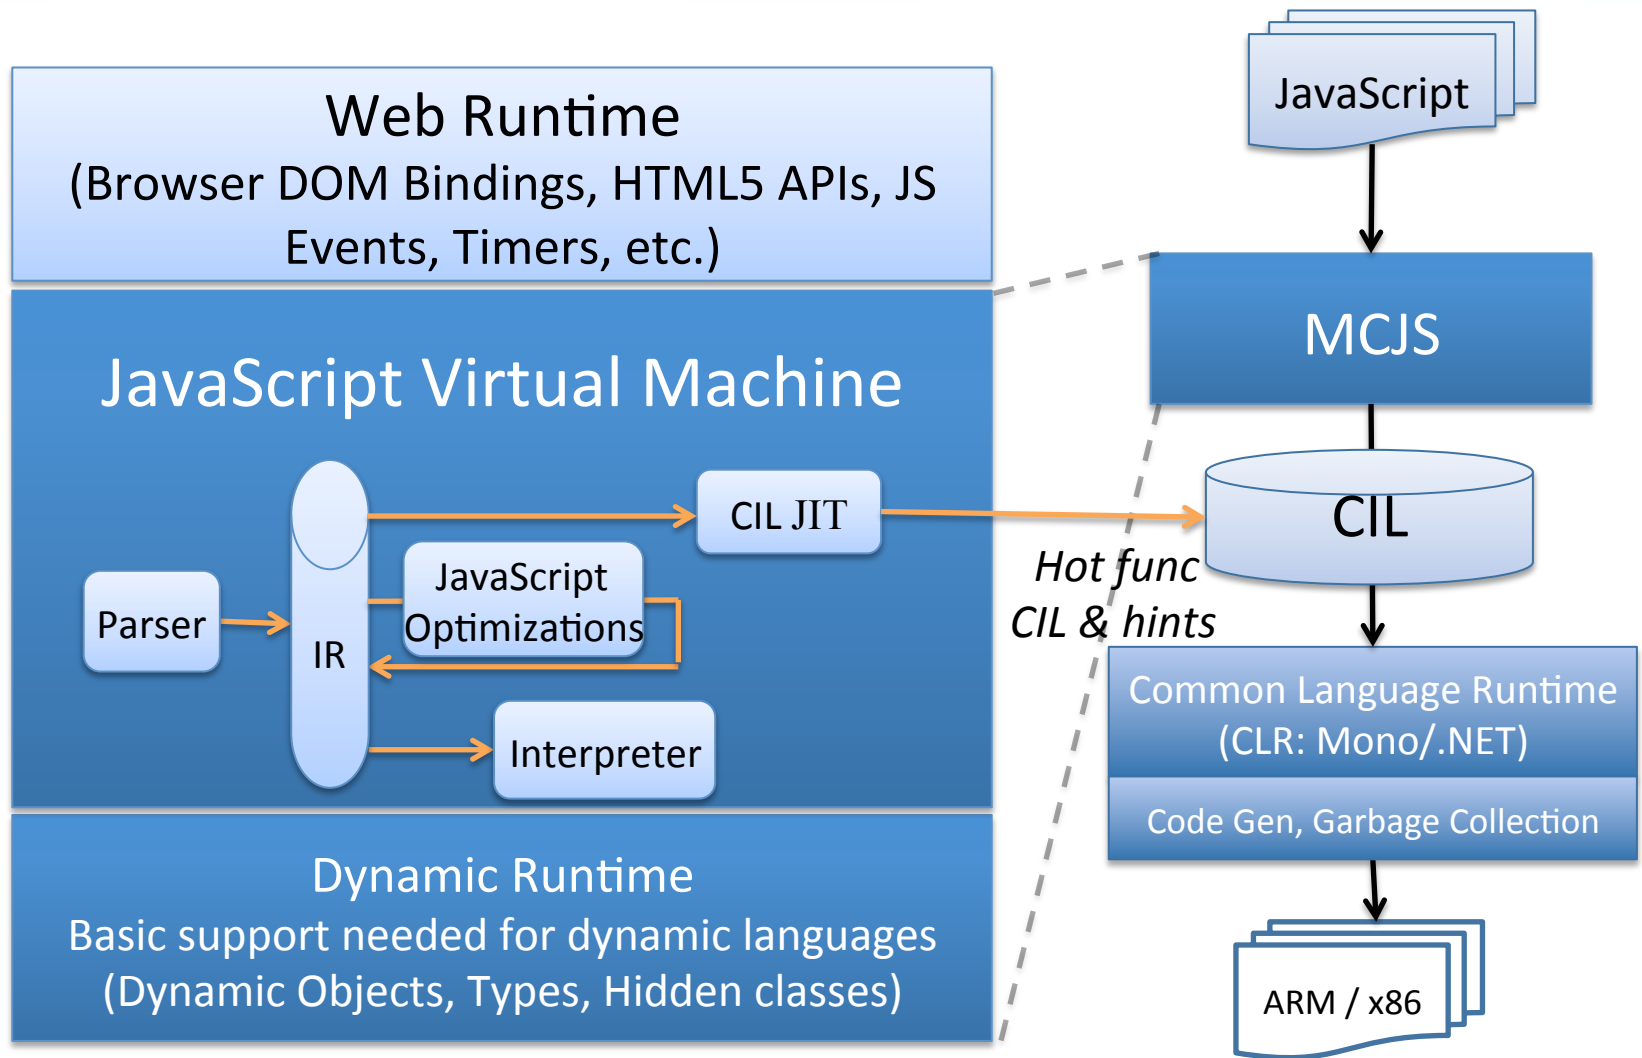 Web Runtime
(Browser DOM Bindings, HTML5 APIs, JS
Events, Timers, etc.)
JavaScript Virtual Machine
CIL JIT
JavaScript
Optimizations
Parser
IR
Interpreter
Dynamic Runtime
Basic support needed for dynamic languages
(Dynamic Objects, Types, Hidden classes)
Hot func
CIL & hints
JavaScript
MCJS
CIL
Common Language Runtime
(CLR: Mono/.NET)
Code Gen, Garbage Collection
ARM / x86